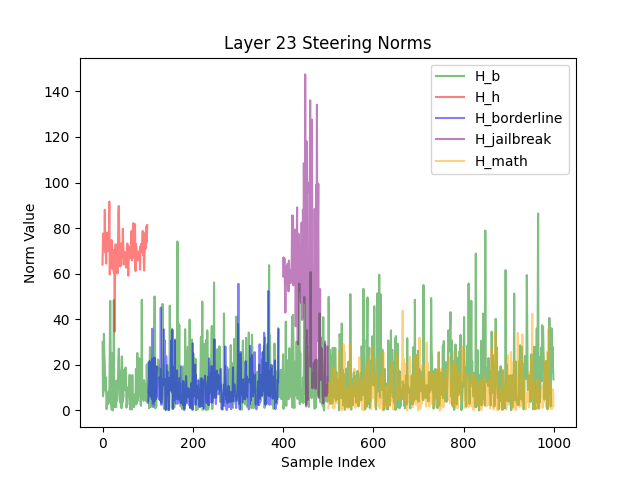 Layer 23 Steering Norms
H_b
H_h
H_borderline
H_jailbreak
H_math
Norm Value
140
120
100
80
60
40
20
0
0 200 400 600 800 1000
Sample Index